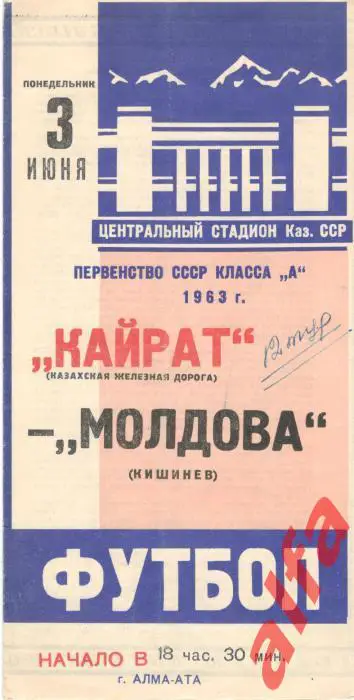 ПОНЕДЕЛЬНИК
3
ИЮНЯ
ЦЕНТРАЛЬНЫЙ СТАДИОН Каз. ССР
ПЕРВЕНСТВО СССР КЛАССА „А“
1963 г.
„КАЙРАТ“
(КАЗАХСКАЯ ЖЕЛЕЗНАЯ ДОРОГА)
–„МОЛДОВА“
(КИШИНЕВ)
ФУТБОЛ
НАЧАЛО В 18 час. 30 мин.
г. АЛМА-АТА
alfa